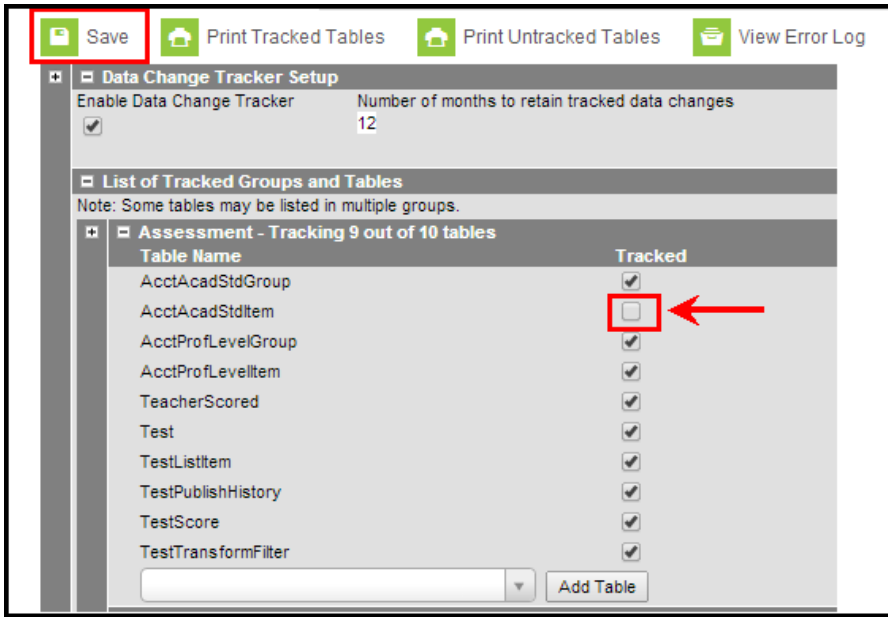 Save Print Tracked Tables Print Untracked Tables View Error Log
Data Change Tracker Setup
Enable Data Change Tracker Number of months to retain tracked data changes
12
List of Tracked Groups and Tables
Note: Some tables may be listed in multiple groups.
Assessment - Tracking 9 out of 10 tables
Table Name Tracked
AcctAcadStdGroup
AcctAcadStdItem
AcctProfLevelGroup
AcctProfLevelItem
TeacherScored
Test
TestListItem
TestPublishHistory
TestScore
TestTransformFilter
Add Table